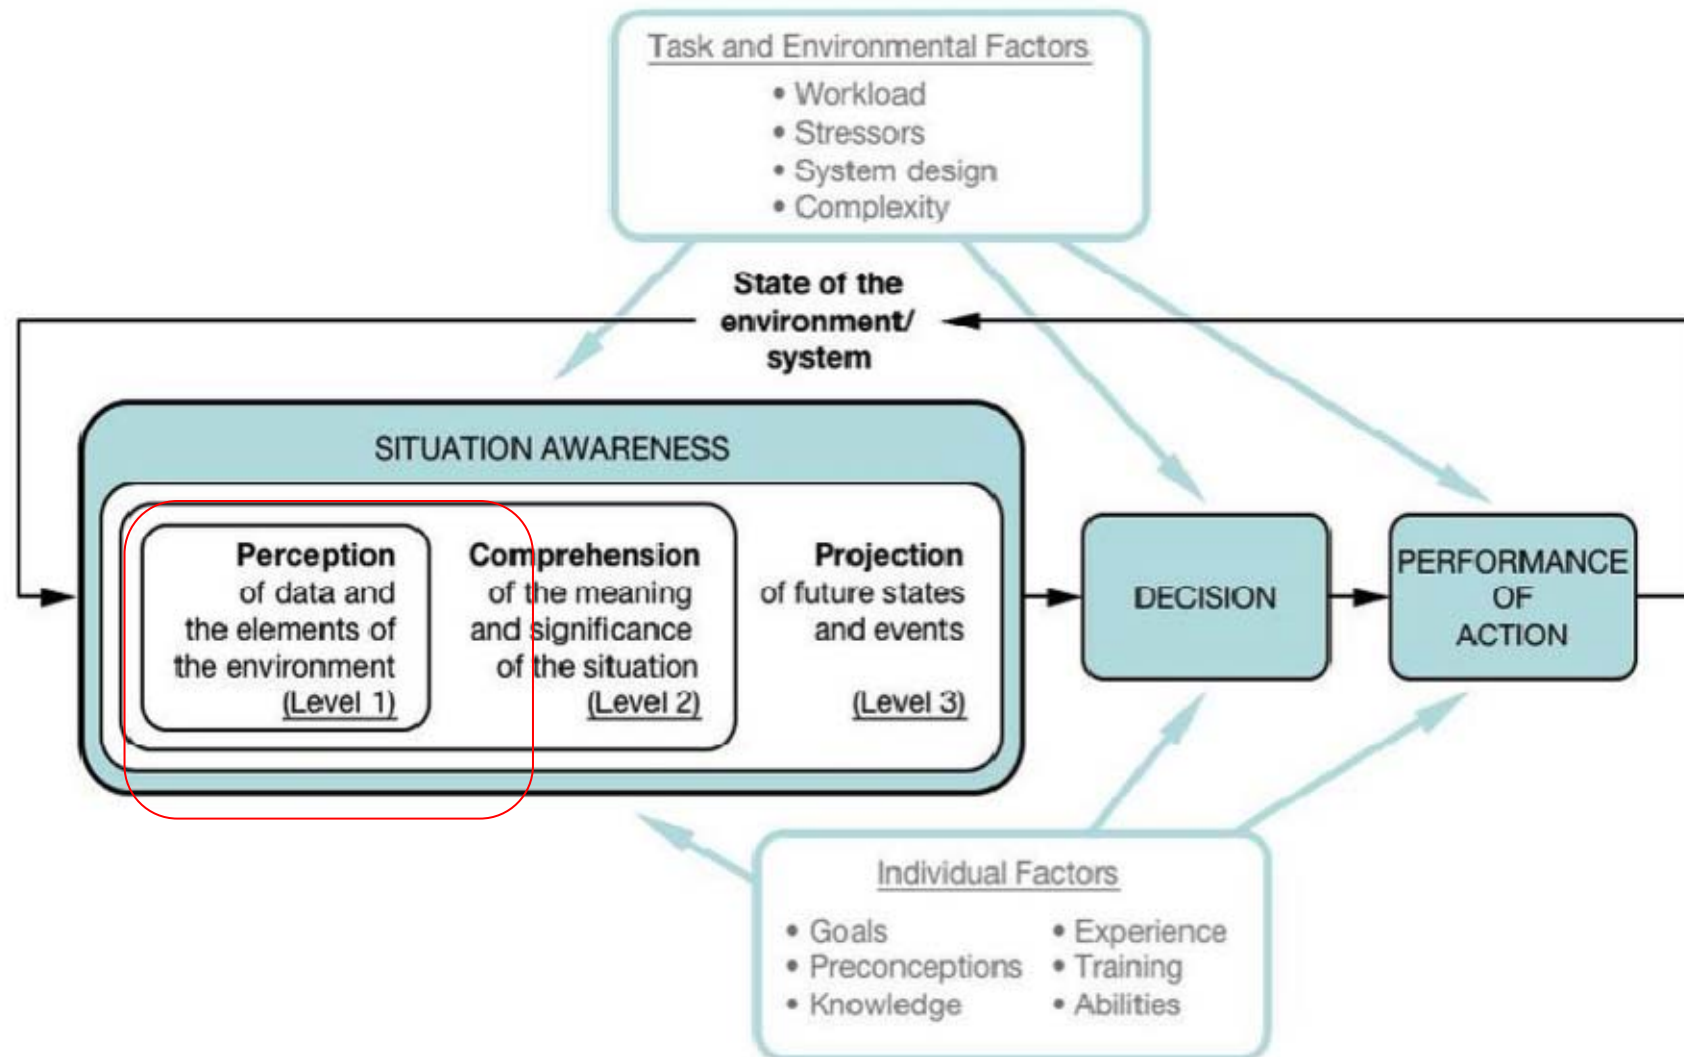 Task and Environmental Factors
• Workload
• Stressors
• System design
• Complexity
State of the
environment/
system
SITUATION AWARENESS
Perception
of data and
the elements of
the environment
(Level 1)
Comprehension
of the meaning
and significance
of the situation
(Level 2)
Projection
of future states
and events
(Level 3)
DECISION
PERFORMANCE
OF
ACTION
Individual Factors
• Goals
• Preconceptions
• Knowledge
• Experience
• Training
• Abilities